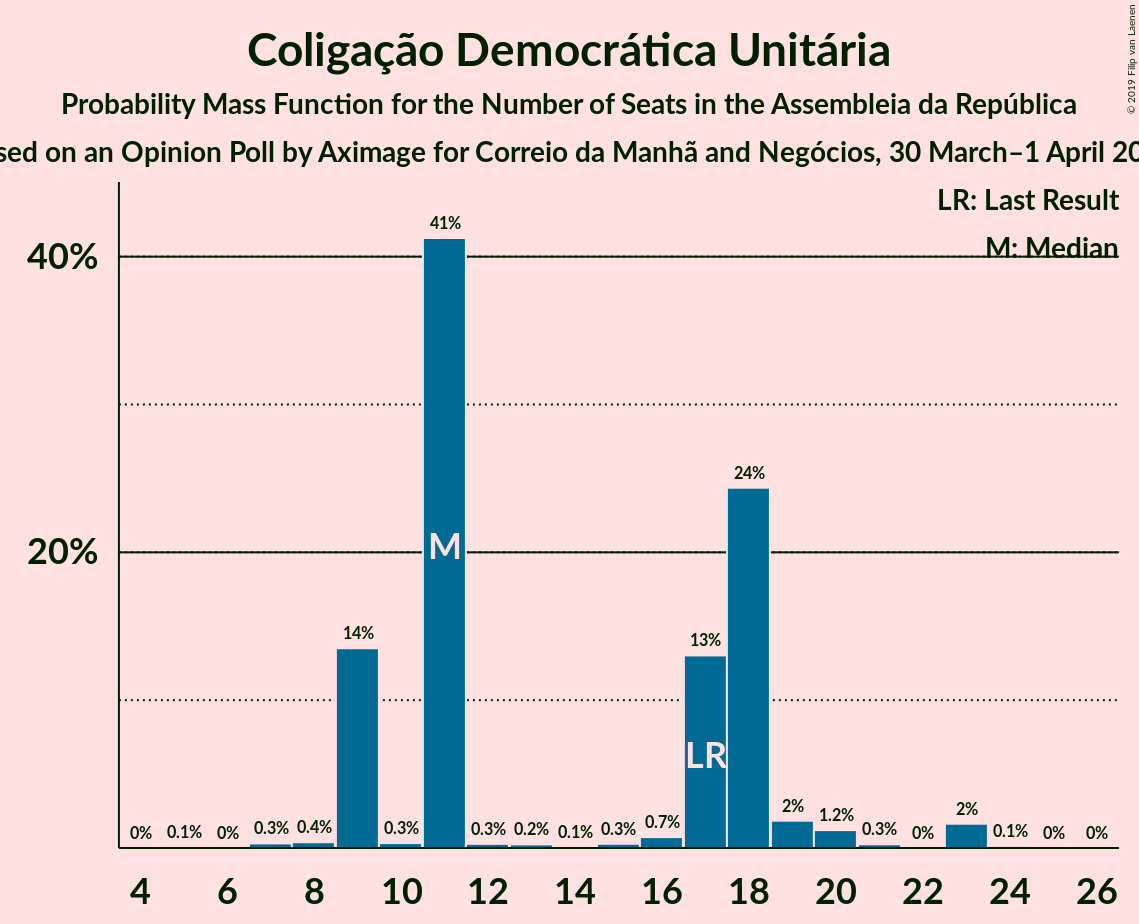 Coligação Democrática Unitária
Probability Mass Function for the Number of Seats in the Assembleia da República
on an Opinion Poll by Aximage for Correio da Manhã and Negócios, 30 March–1 April
© 2019 Filip van Laenen
LR: Last Result
M: Median
40%
20%
41%
24%
14%
13%
M
LR
0% 0.1% 0% 0.3% 0.4% 0.3% 0.3% 0.2% 0.1% 0.3% 0.7% 2% 1.2% 0.3% 0% 2% 0.1% 0% 0%
4 6 8 10 12 14 16 18 20 22 24 26